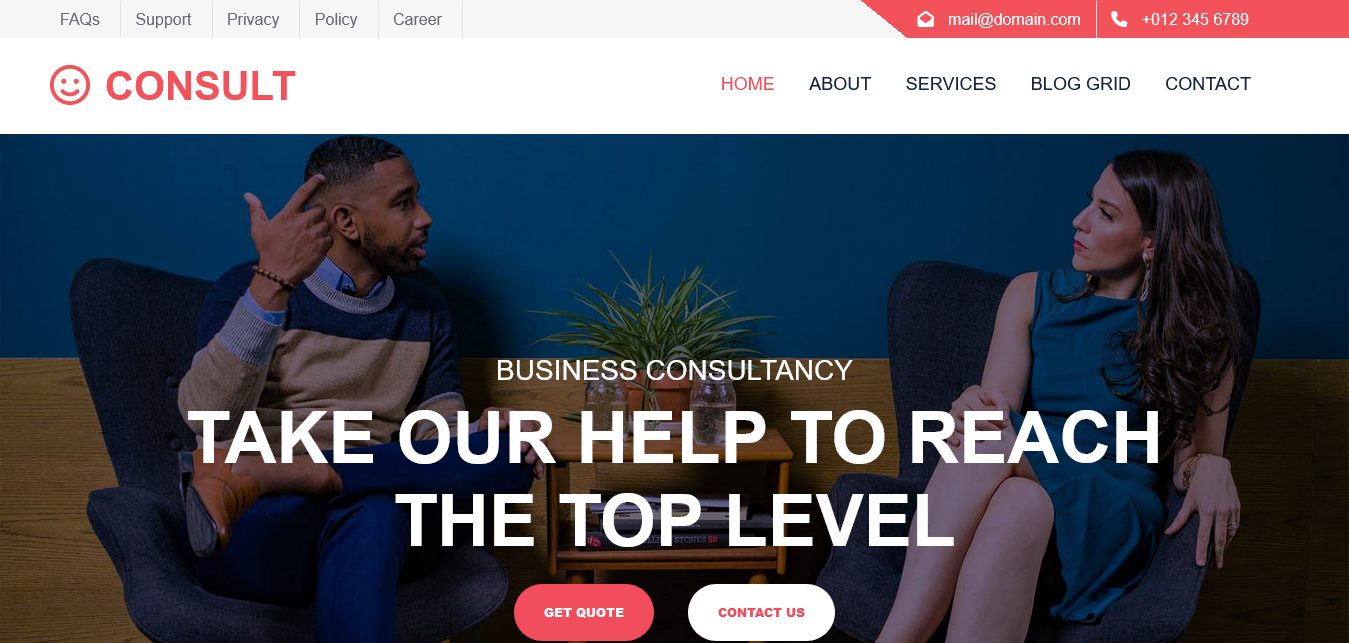 FAQs Support Privacy Policy Career mail@domain.com +012 345 6789
CONSULT HOME ABOUT SERVICES BLOG GRID CONTACT
BUSINESS CONSULTANCY
TAKE OUR HELP TO REACH
THE TOP LEVEL
STONES
GET QUOTE CONTACT US